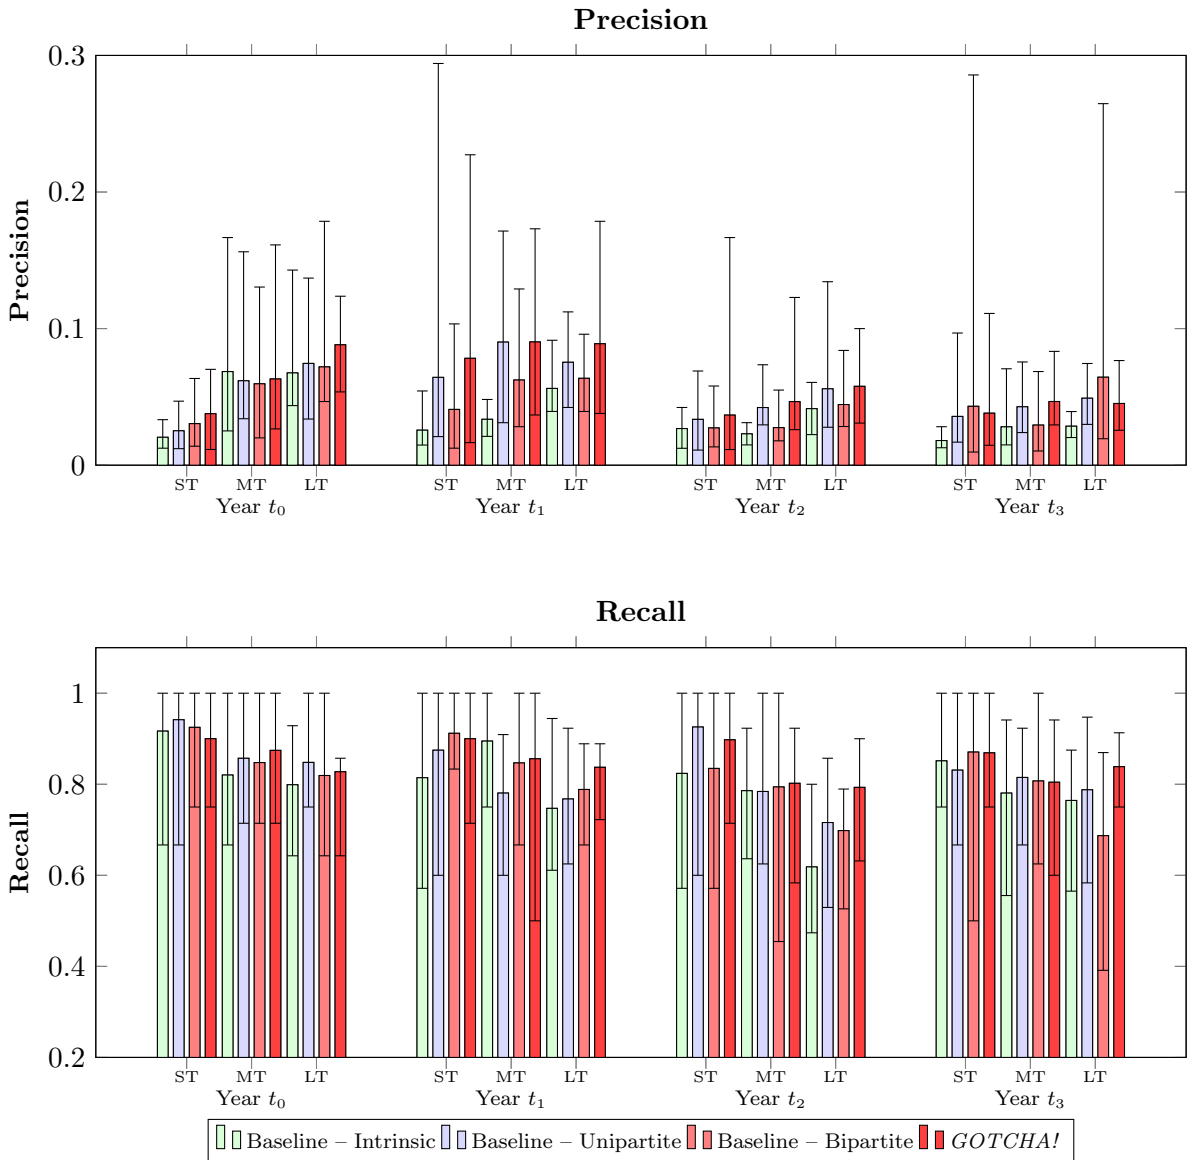 Precision
0.3
0.2
0.1
0
Precision
ST MT LT ST MT LT ST MT LT ST MT LT
Year t0 Year t1 Year t2 Year t3
Recall
1
0.8
0.6
0.4
0.2
Recall
ST MT LT ST MT LT ST MT LT ST MT LT
Year t0 Year t1 Year t2 Year t3
Baseline – Intrinsic Baseline – Unipartite Baseline – Bipartite GOTCHA!